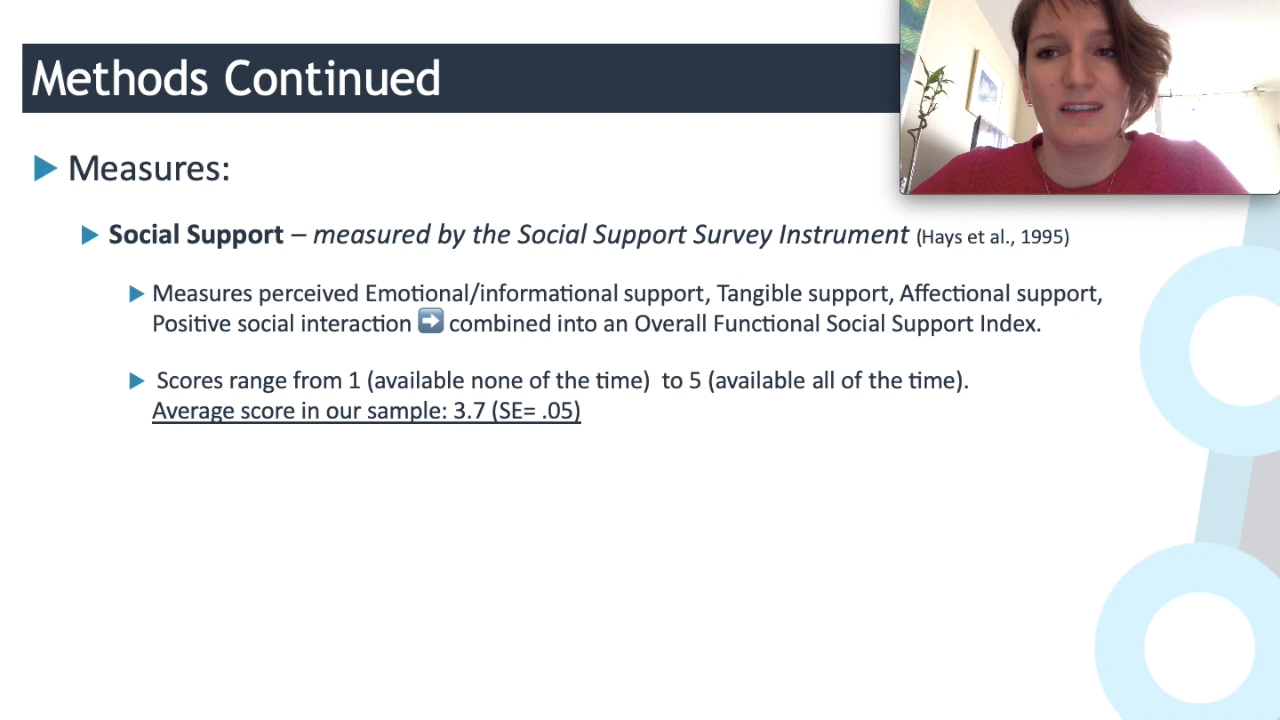 Methods Continued
Measures:
Social Support – measured by the Social Support Survey Instrument (Hays et al., 1995)
Measures perceived Emotional/informational support, Tangible support, Affectional support,
Positive social interaction ➡️ combined into an Overall Functional Social Support Index.
Scores range from 1 (available none of the time)  to 5 (available all of the time).
Average score in our sample: 3.7 (SE= .05)